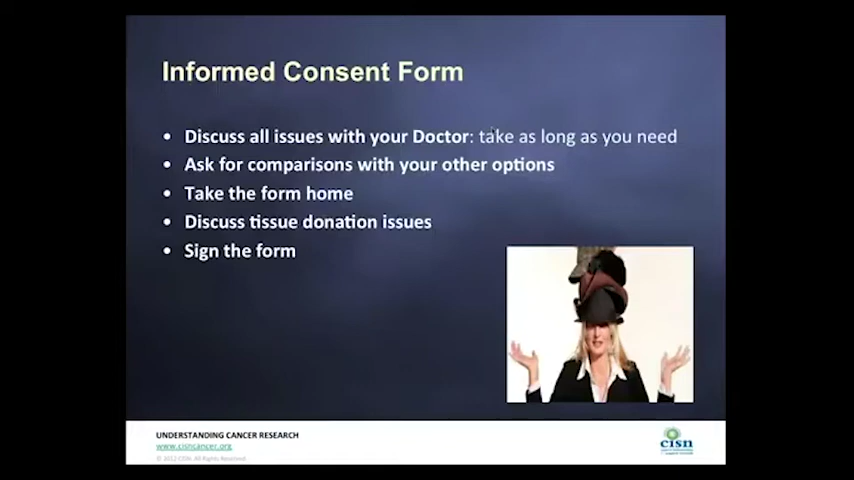 Informed Consent Form
• Discuss all issues with your Doctor: take as long as you need
• Ask for comparisons with your other options
• Take the form home
• Discuss tissue donation issues
• Sign the form
UNDERSTANDING CANCER RESEARCH
www.cisncancer.org
© 2012 CISN. All Rights Reserved.
cisn